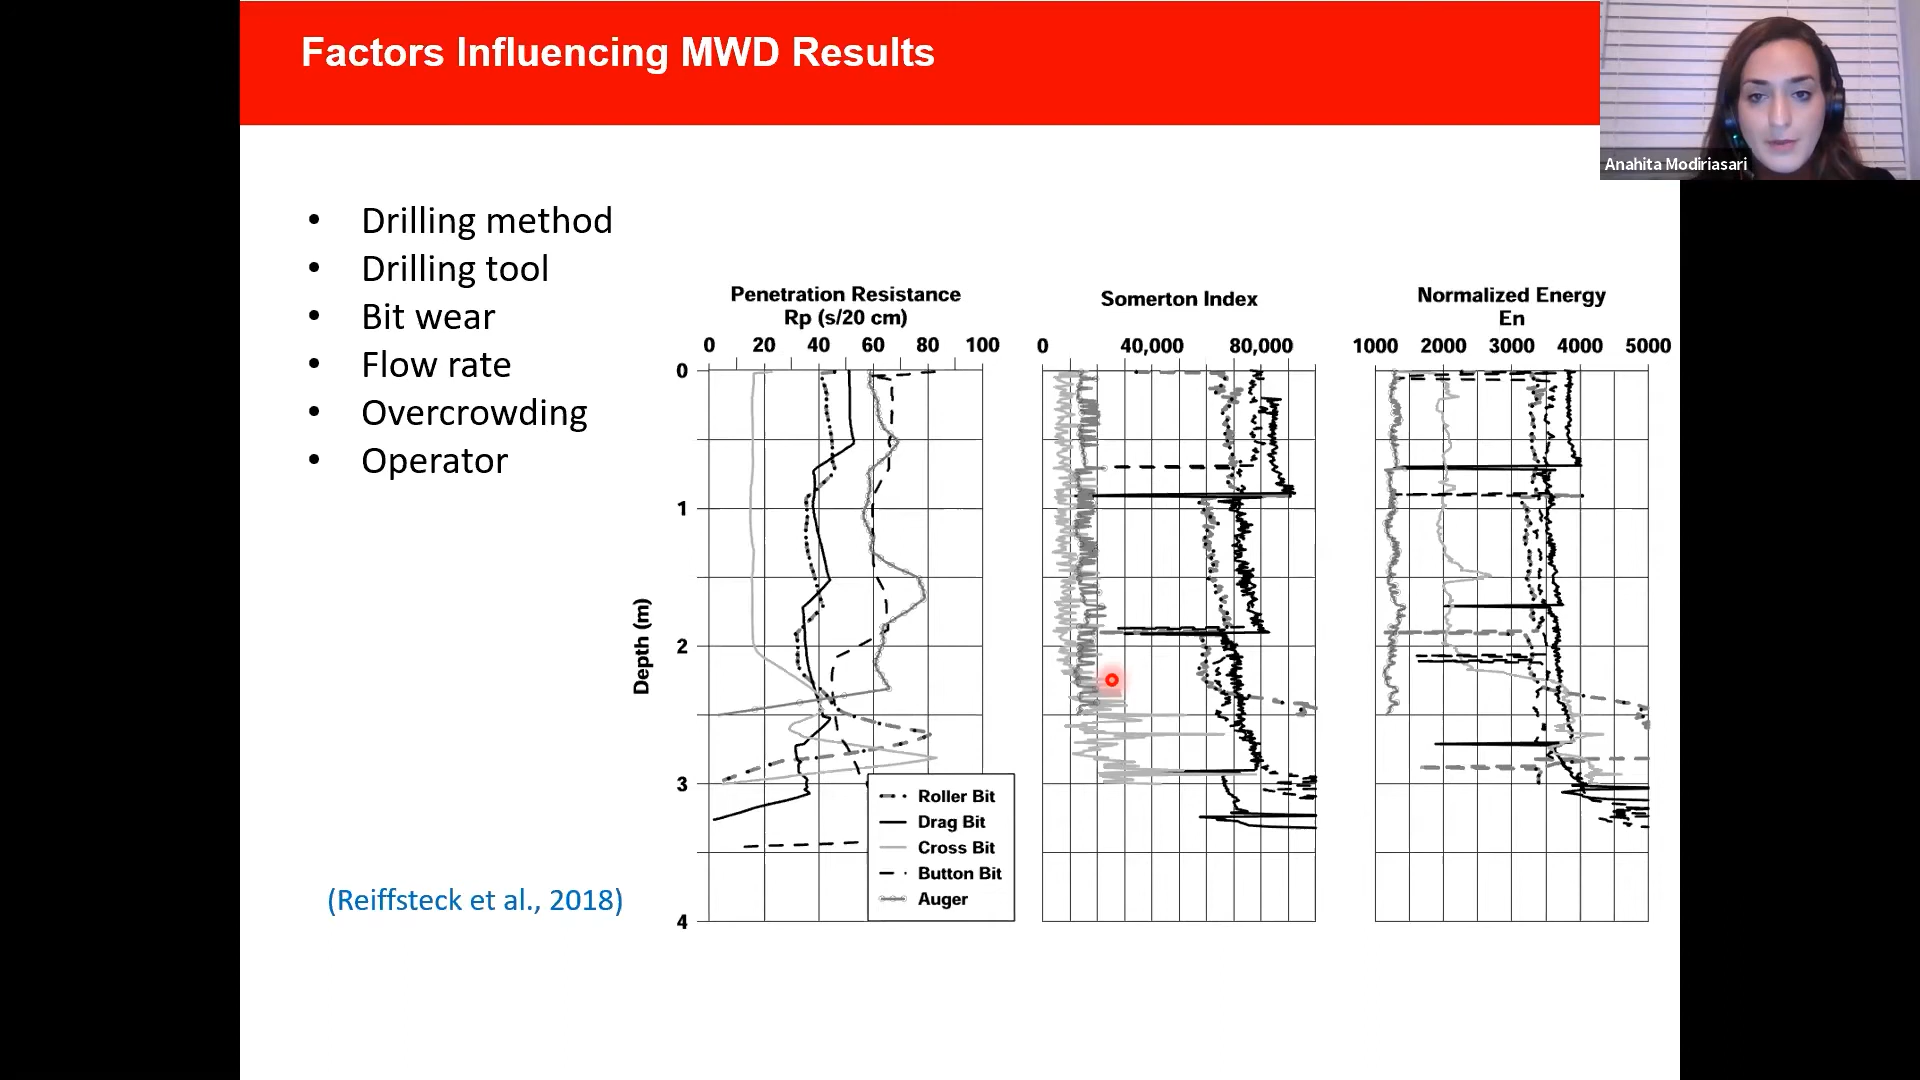 Factors Influencing MWD Results
Anahita Modiriasari
• Drilling method
• Drilling tool
• Bit wear
• Flow rate
• Overcrowding
• Operator
(Reiffsteck et al., 2018)
Penetration Resistance
Rp (s/20 cm)
0 20 40 60 80 100
Depth (m)
0
1
2
3
4
Roller Bit
Drag Bit
Cross Bit
Button Bit
Auger
Somerton Index
0 40,000 80,000
Normalized Energy
En
1000 2000 3000 4000 5000